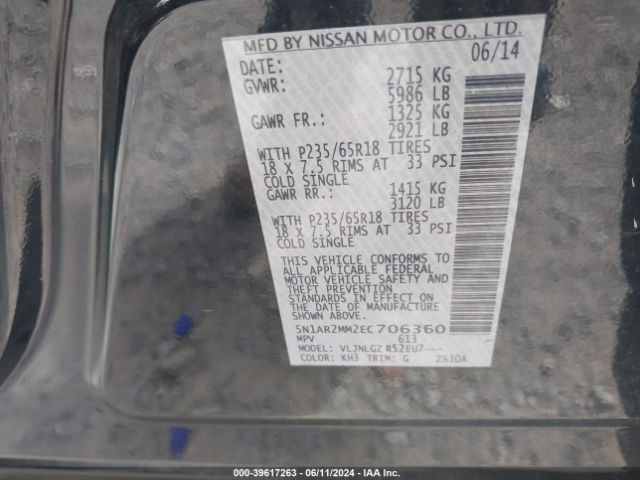 MFD BY NISSAN MOTOR CO., LTD.
DATE: 06/14
GVWR: 2715 KG
5986 LB
GAWR FR.: 1325 KG
2921 LB
WITH P235/65R18 TIRES
18 X 7.5 RIMS AT 33 PSI
COLD SINGLE
GAWR RR.: 1415 KG
3120 LB
WITH P235/65R18 TIRES
18 X 7.5 RIMS AT 33 PSI
COLD SINGLE
THIS VEHICLE CONFORMS TO
ALL APPLICABLE FEDERAL
MOTOR VEHICLE SAFETY AND
THEFT PREVENTION
STANDARDS IN EFFECT ON
THE DATE OF MANUFACTURE
SHOWN ABOVE
5N1AR2MM2EC706360
MPV 613
MODEL: VLJNLGZ R52EU7---
COLOR: KH3 TRIM: G ZS30A
000-39617263 - 06/11/2024 - IAA Inc.